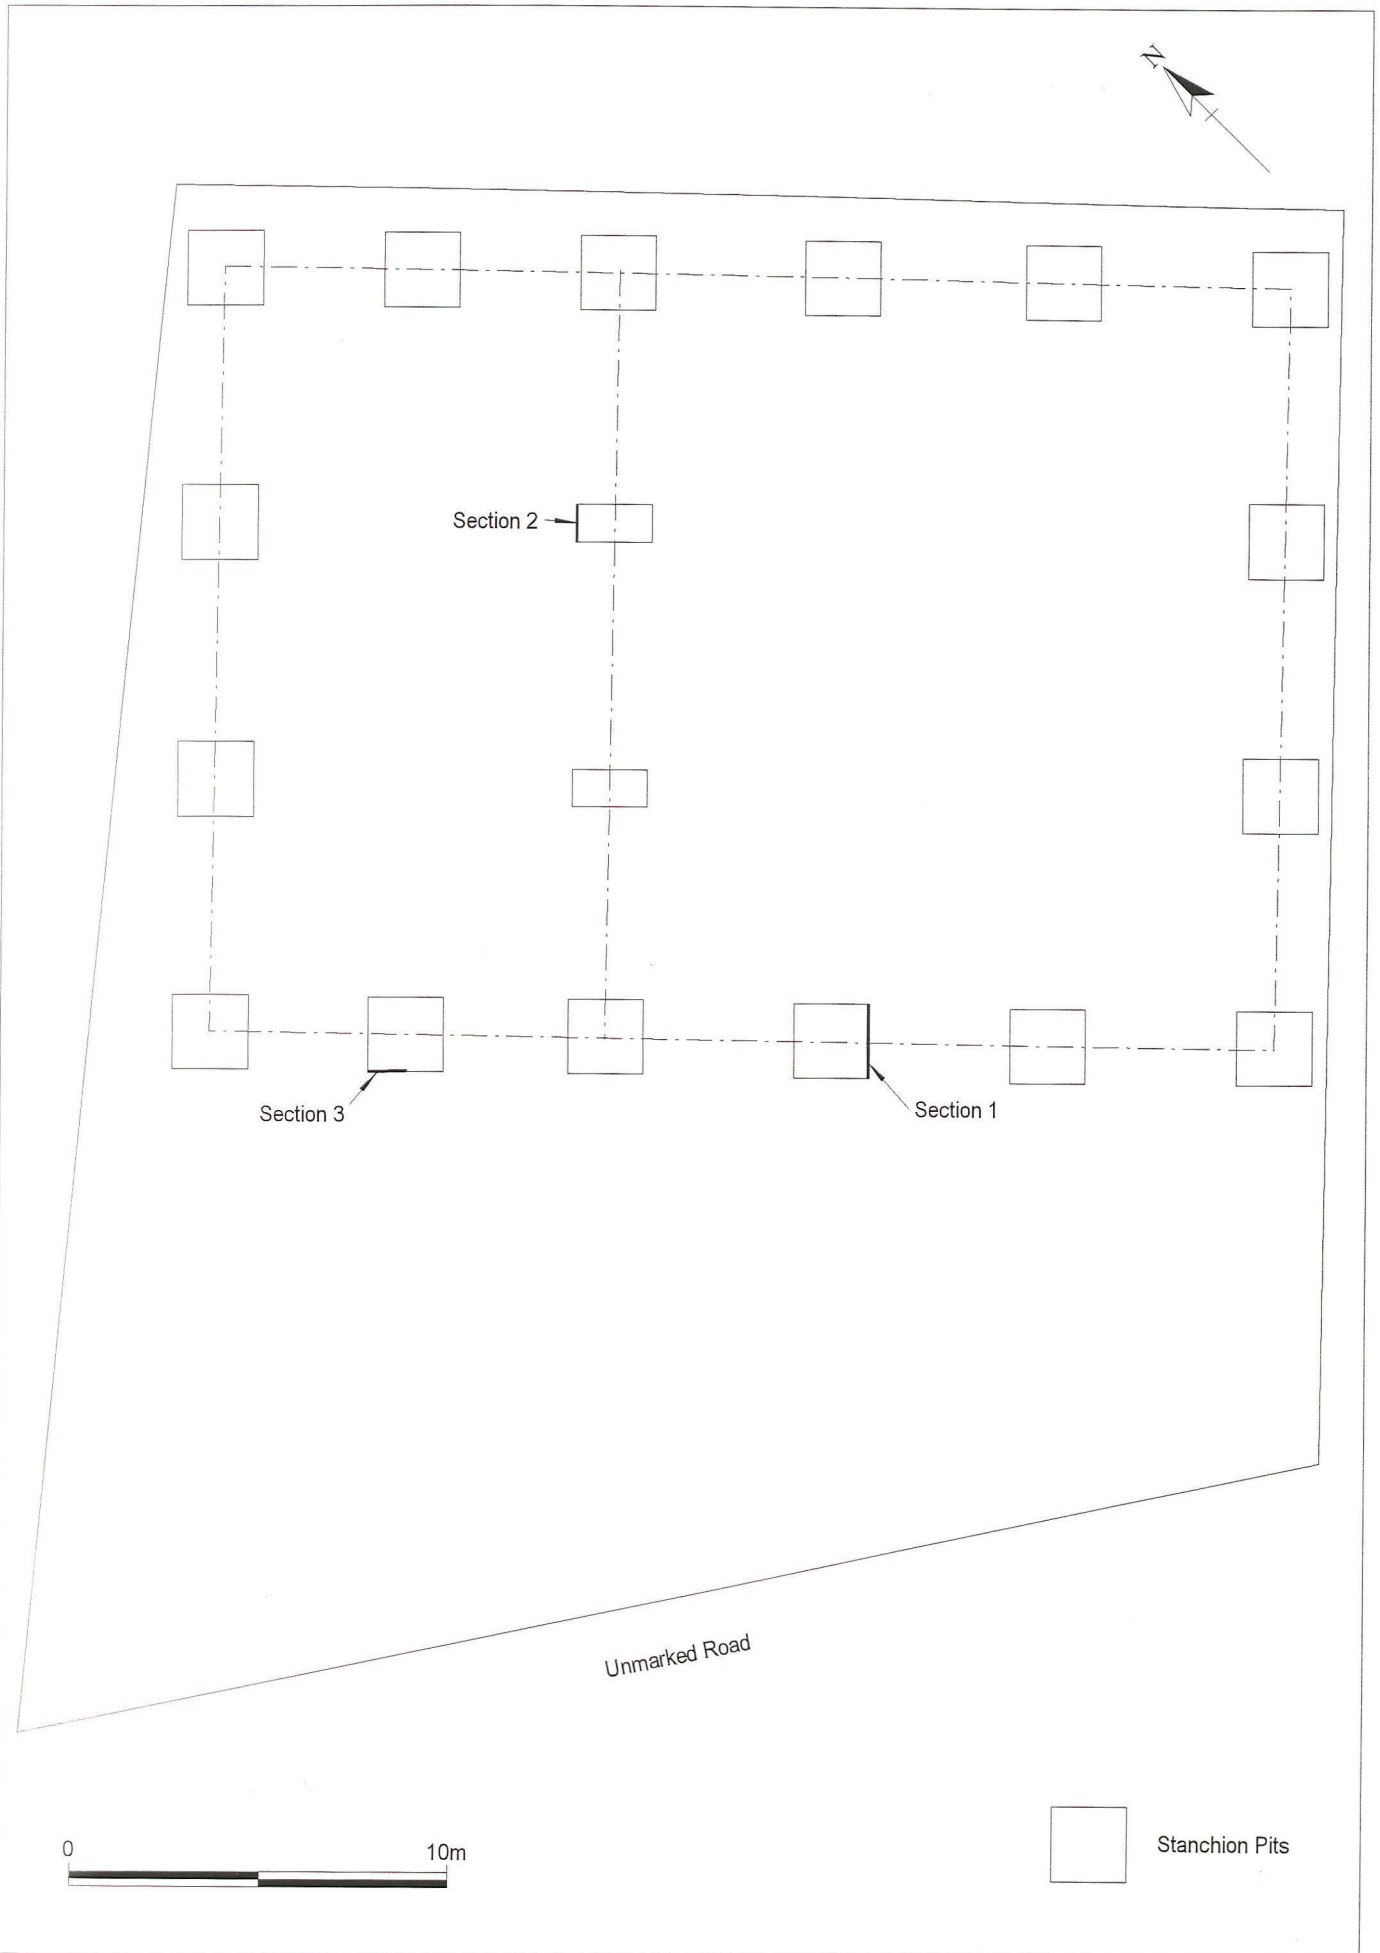 N
Section 2
Section 3
Section 1
Unmarked Road
0
10m
Stanchion Pits